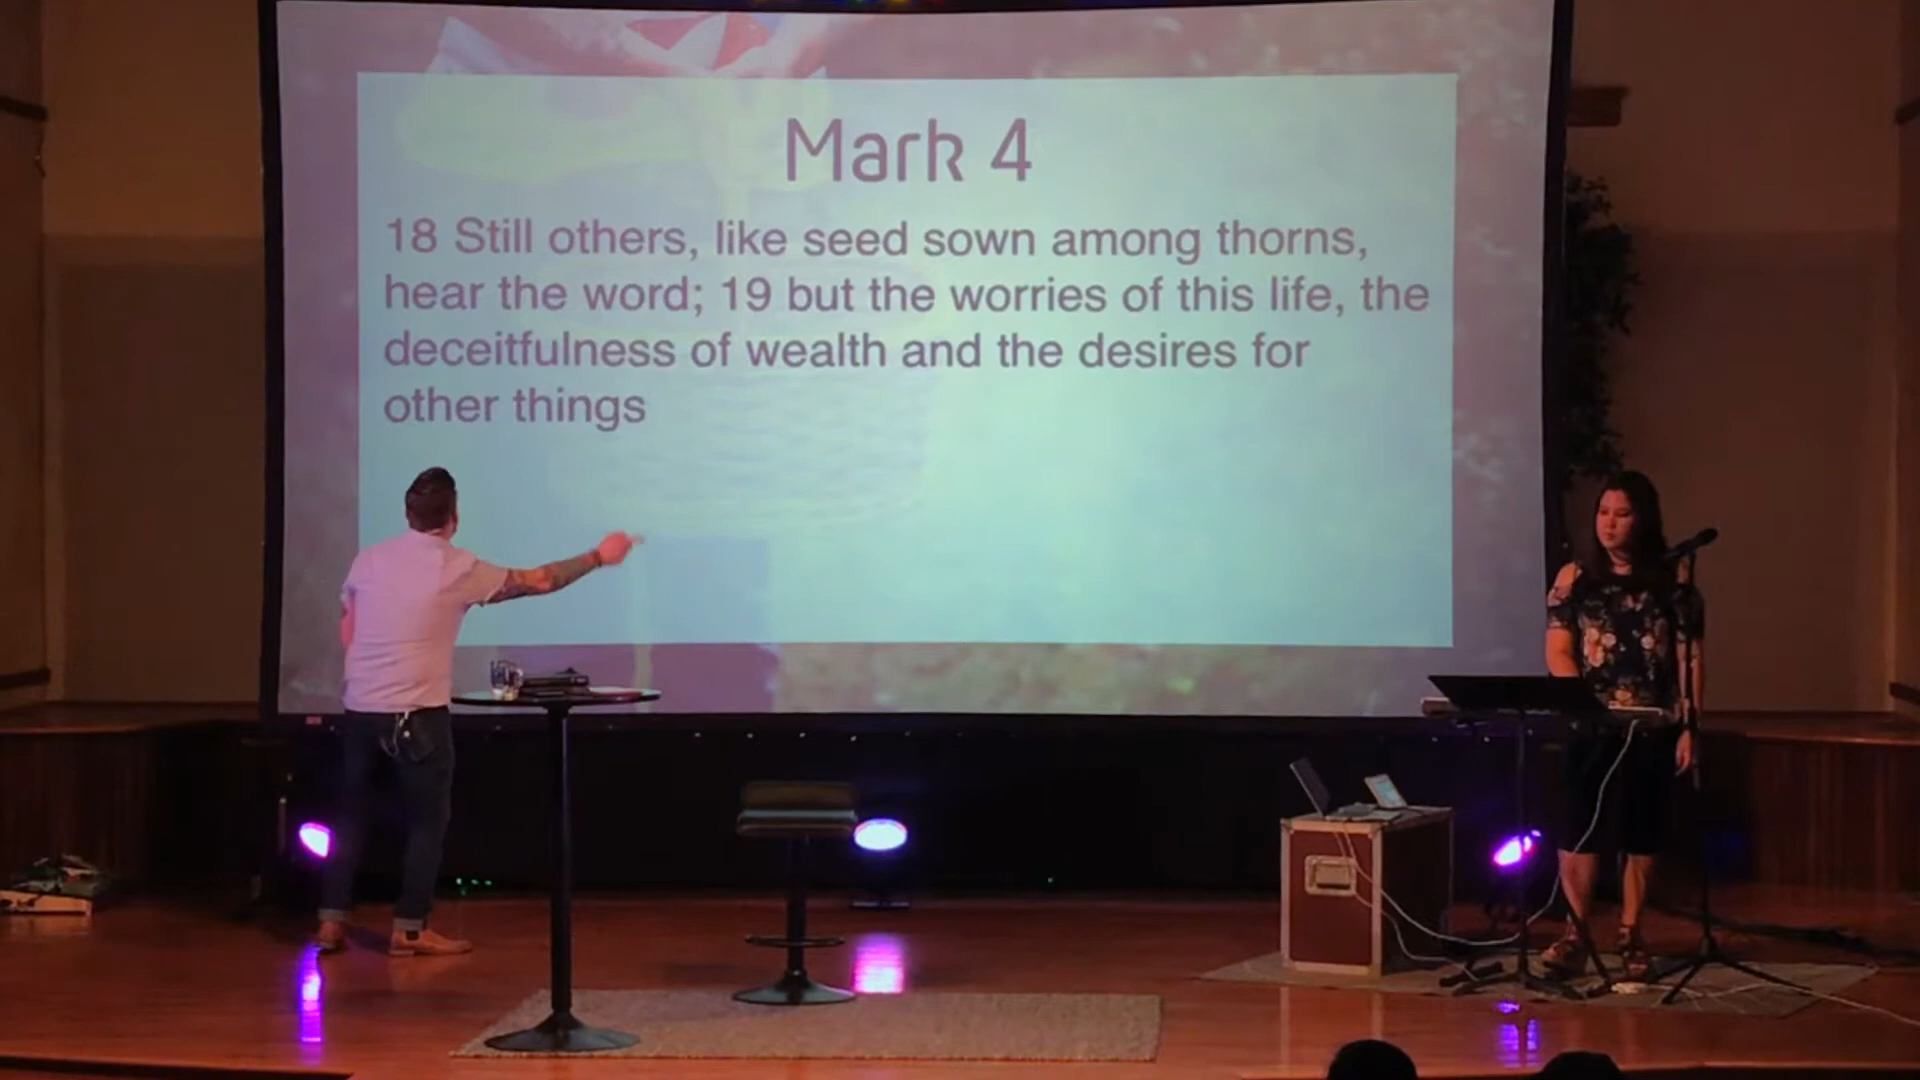 Mark 4
18 Still others, like seed sown among thorns,
hear the word; 19 but the worries of this life, the
deceitfulness of wealth and the desires for
other things